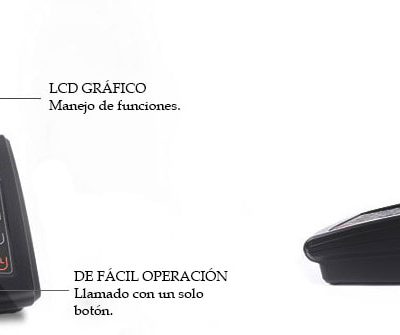 LCD GRÁFICO
Manejo de funciones.
DE FÁCIL OPERACIÓN
Llamado con un solo
botón.